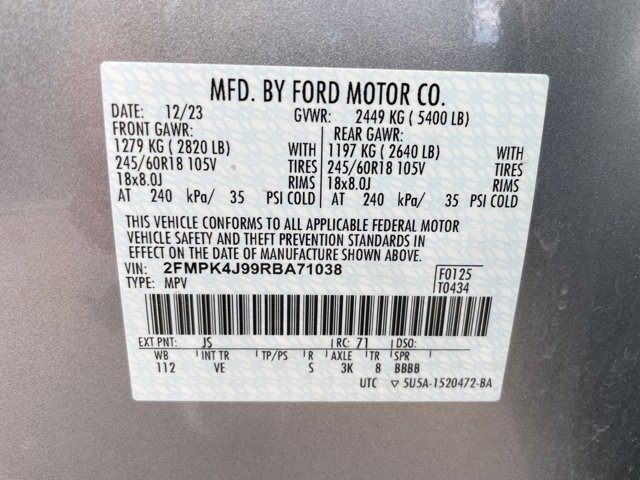 MFD. BY FORD MOTOR CO.
DATE: 12/23 GVWR: 2449 KG ( 5400 LB)
FRONT GAWR: REAR GAWR:
1279 KG ( 2820 LB) WITH 1197 KG ( 2640 LB) WITH
245/60R18 105V TIRES 245/60R18 105V TIRES
18x8.0J RIMS 18x8.0J RIMS
AT 240 kPa/ 35 PSI COLD AT 240 kPa/ 35 PSI COLD
THIS VEHICLE CONFORMS TO ALL APPLICABLE FEDERAL MOTOR
VEHICLE SAFETY AND THEFT PREVENTION STANDARDS IN
EFFECT ON THE DATE OF MANUFACTURE SHOWN ABOVE.
VIN: 2FMPK4J99RBA71038 F0125
TYPE: MPV T0434
EXT PNT: JS RC: 71 DSO:
WB INT TR TP/PS R AXLE TR SPR
112 VE S 3K 8 BBBB
UTC ▽ 5U5A-1520472-BA